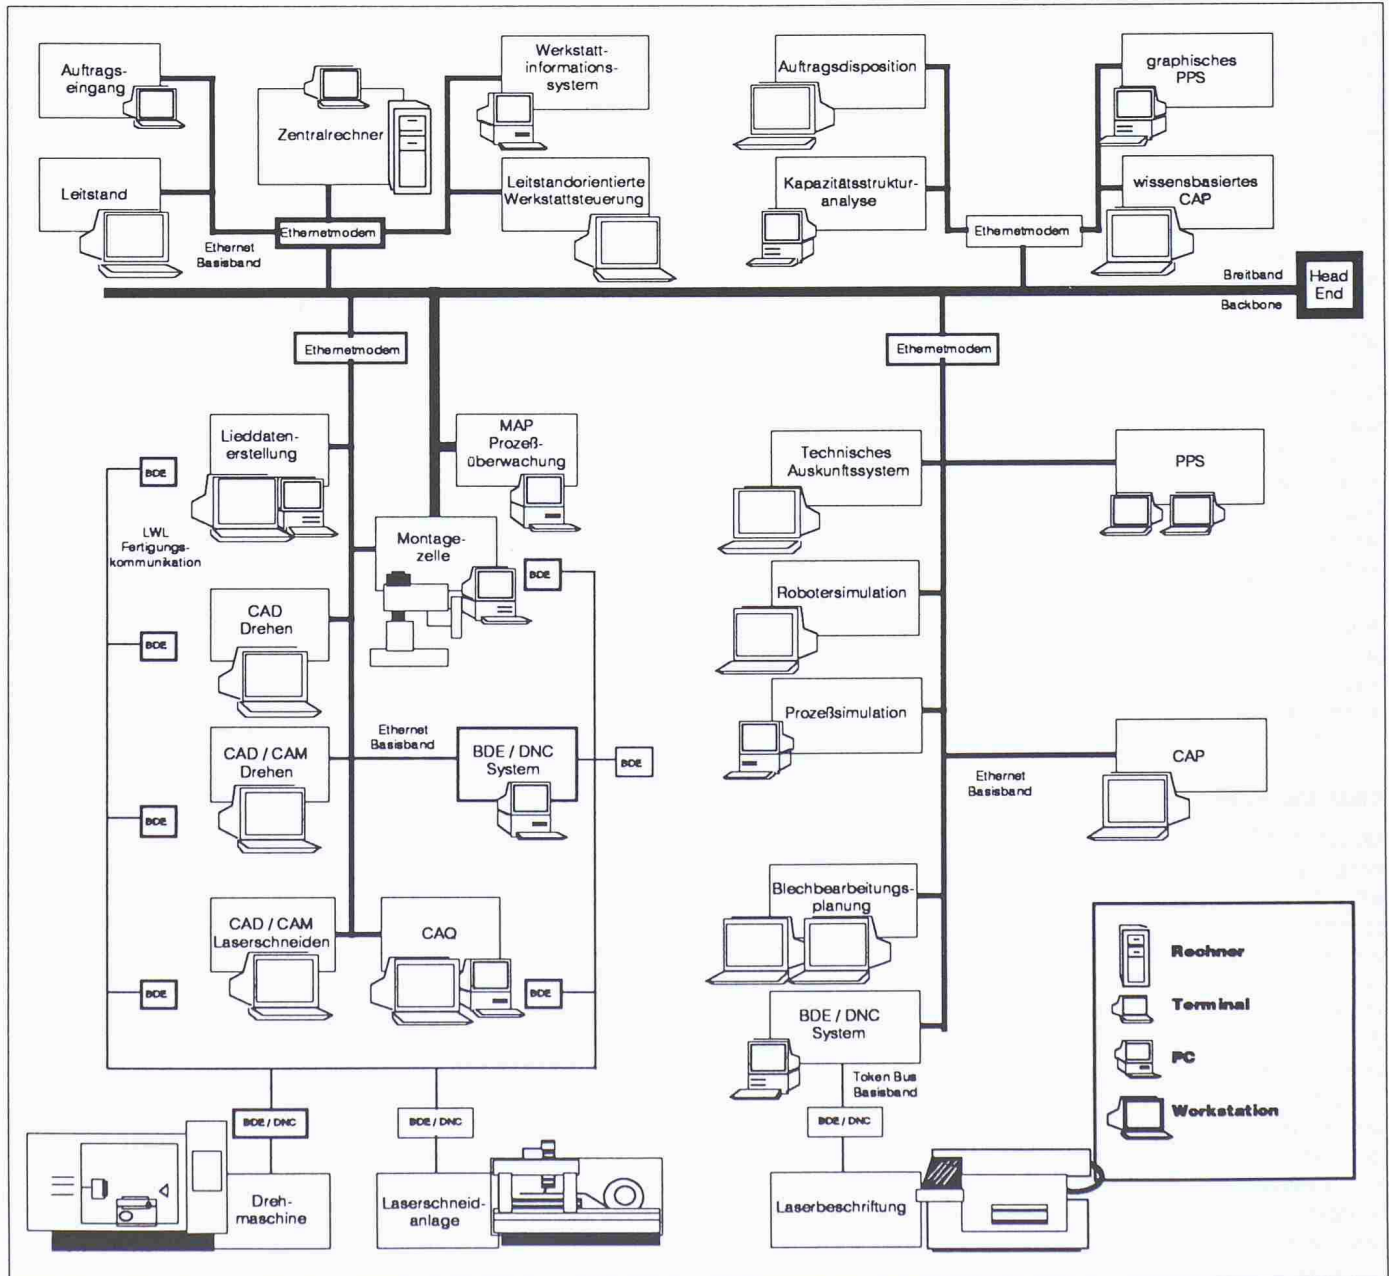 Auftrags-
eingang
Zentralrechner
Werkstatt-
informations-
system
Leitstand
Leitstandorientierte
Werkstattsteuerung
Ethernetmodem
Ethernet
Basisband
Auftragsdisposition
graphisches
PPS
Kapazitätsstruktur-
analyse
wissensbasiertes
CAP
Ethernetmodem
Breitband
Backbone
Head
End
Ethernetmodem
Ethernetmodem
Lieddaten-
erstellung
MAP
Prozeß-
überwachung
BDE
LWL
Fertigungs-
kommunikation
Montage-
zelle
BDE
CAD
Drehen
BDE
CAD / CAM
Drehen
Ethernet
Basisband
BDE / DNC
System
BDE
BDE
CAD / CAM
Laserschneiden
CAQ
BDE
BDE
Technisches
Auskunftssystem
PPS
Robotersimulation
Prozeßsimulation
CAP
Ethernet
Basisband
Blechbearbeitungs-
planung
BDE / DNC
System
Token Bus
Basisband
BDE / DNC
BDE / DNC
BDE / DNC
Dreh-
maschine
Laserschneid-
anlage
Laserbeschriftung
Rechner
Terminal
PC
Workstation